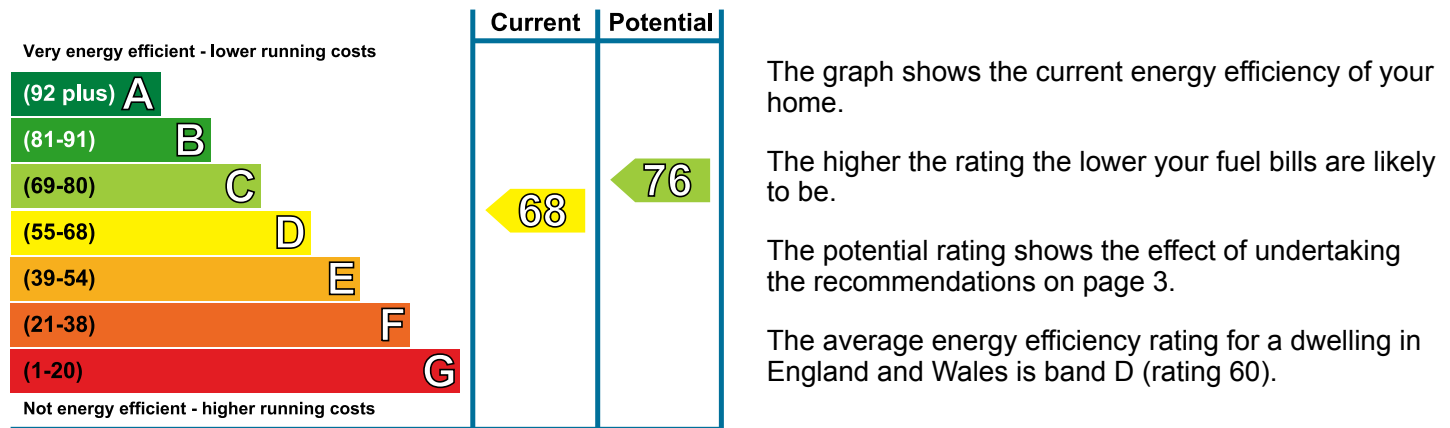 Current Potential
Very energy efficient - lower running costs
(92 plus) A
(81-91) B
(69-80) C
(55-68) D
(39-54) E
(21-38) F
(1-20) G
Not energy efficient - higher running costs
68
76
The graph shows the current energy efficiency of your
home.
The higher the rating the lower your fuel bills are likely
to be.
The potential rating shows the effect of undertaking
the recommendations on page 3.
The average energy efficiency rating for a dwelling in
England and Wales is band D (rating 60).